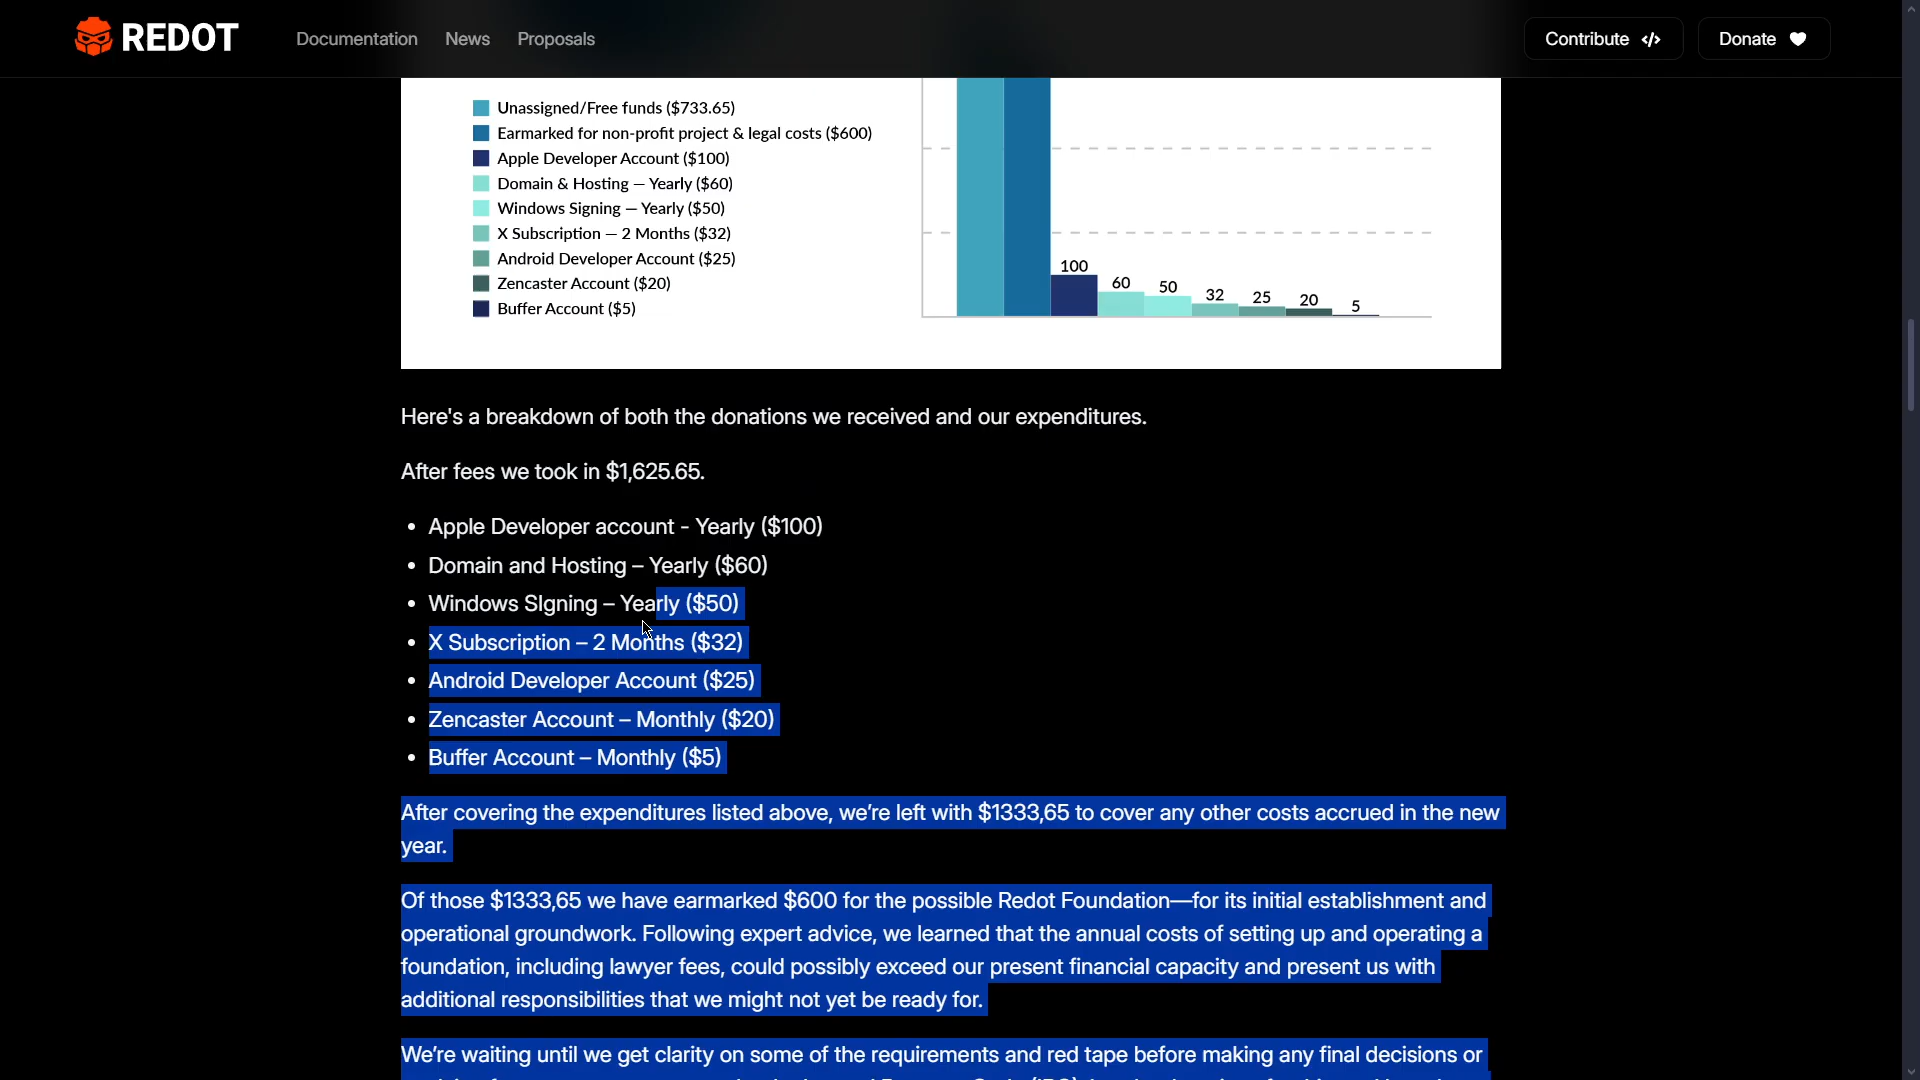 REDOT
Documentation
News
Proposals
Contribute
Donate
Unassigned/Free funds ($733.65)
Earmarked for non-profit project & legal costs ($600)
Apple Developer Account ($100)
Domain & Hosting — Yearly ($60)
Windows Signing — Yearly ($50)
X Subscription — 2 Months ($32)
Android Developer Account ($25)
Zencaster Account ($20)
Buffer Account ($5)
100
60
50
32
25
20
5
Here's a breakdown of both the donations we received and our expenditures.
After fees we took in $1,625.65.
• Apple Developer account - Yearly ($100)
• Domain and Hosting – Yearly ($60)
• Windows SIgning – Yearly ($50)
• X Subscription – 2 Months ($32)
• Android Developer Account ($25)
• Zencaster Account – Monthly ($20)
• Buffer Account – Monthly ($5)
After covering the expenditures listed above, we’re left with $1333,65 to cover any other costs accrued in the new
year.
Of those $1333,65 we have earmarked $600 for the possible Redot Foundation—for its initial establishment and
operational groundwork. Following expert advice, we learned that the annual costs of setting up and operating a
foundation, including lawyer fees, could possibly exceed our present financial capacity and present us with
additional responsibilities that we might not yet be ready for.
We’re waiting until we get clarity on some of the requirements and red tape before making any final decisions or